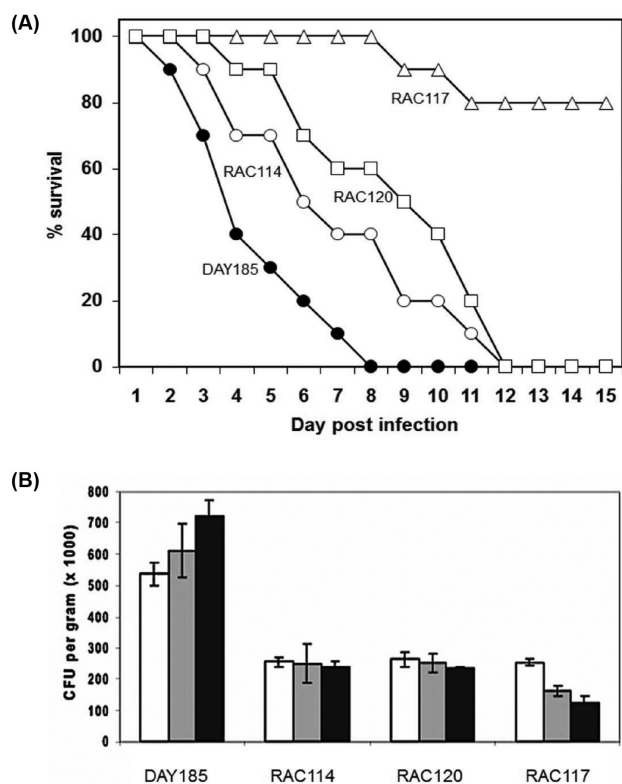 (A)
100
80
60
40
20
0
% survival
RAC117
RAC114
RAC120
DAY185
1 2 3 4 5 6 7 8 9 10 11 12 13 14 15
Day post infection
(B)
800
700
600
500
400
300
200
100
0
CFU per gram (x 1000)
DAY185 RAC114 RAC120 RAC117